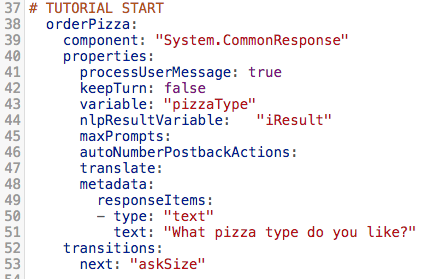 37 # TUTORIAL START
38   orderPizza:
39     component: "System.CommonResponse"
40     properties:
41       processUserMessage: true
42       keepTurn: false
43       variable: "pizzaType"
44       nlpResultVariable:   "iResult"
45       maxPrompts:
46       autoNumberPostbackActions:
47       translate:
48       metadata:
49         responseItems:
50         - type: "text"
51           text: "What pizza type do you like?"
52     transitions:
53       next: "askSize"